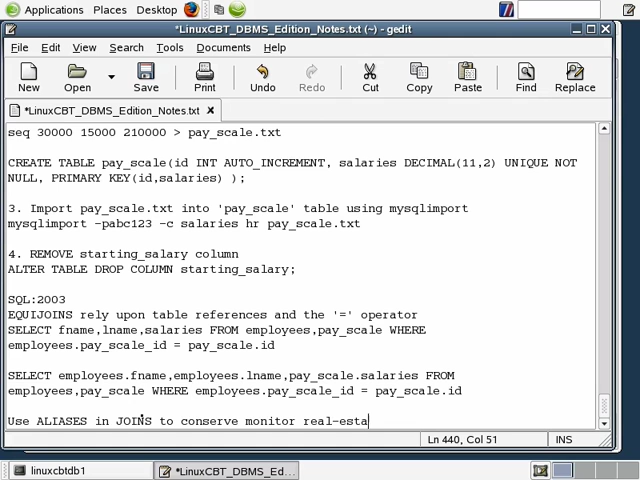 Applications Places Desktop
*LinuxCBT_DBMS_Edition_Notes.txt (~) - gedit
File Edit View Search Tools Documents Help
New Open Save Print Undo Redo Cut Copy Paste Find Replace
*LinuxCBT_DBMS_Edition_Notes.txt
seq 30000 15000 210000 > pay_scale.txt
CREATE TABLE pay_scale(id INT AUTO_INCREMENT, salaries DECIMAL(11,2) UNIQUE NOT
NULL, PRIMARY KEY(id,salaries) );
3. Import pay_scale.txt into 'pay_scale' table using mysqlimport
mysqlimport -pabc123 -c salaries hr pay_scale.txt
4. REMOVE starting_salary column
ALTER TABLE DROP COLUMN starting_salary;
SQL:2003
EQUIJOINS rely upon table references and the '=' operator
SELECT fname,lname,salaries FROM employees,pay_scale WHERE
employees.pay_scale_id = pay_scale.id
SELECT employees.fname,employees.lname,pay_scale.salaries FROM
employees,pay_scale WHERE employees.pay_scale_id = pay_scale.id
Use ALIASES in JOINS to conserve monitor real-esta
Ln 440, Col 51 INS
linuxcbtdb1 *LinuxCBT_DBMS_Ed...